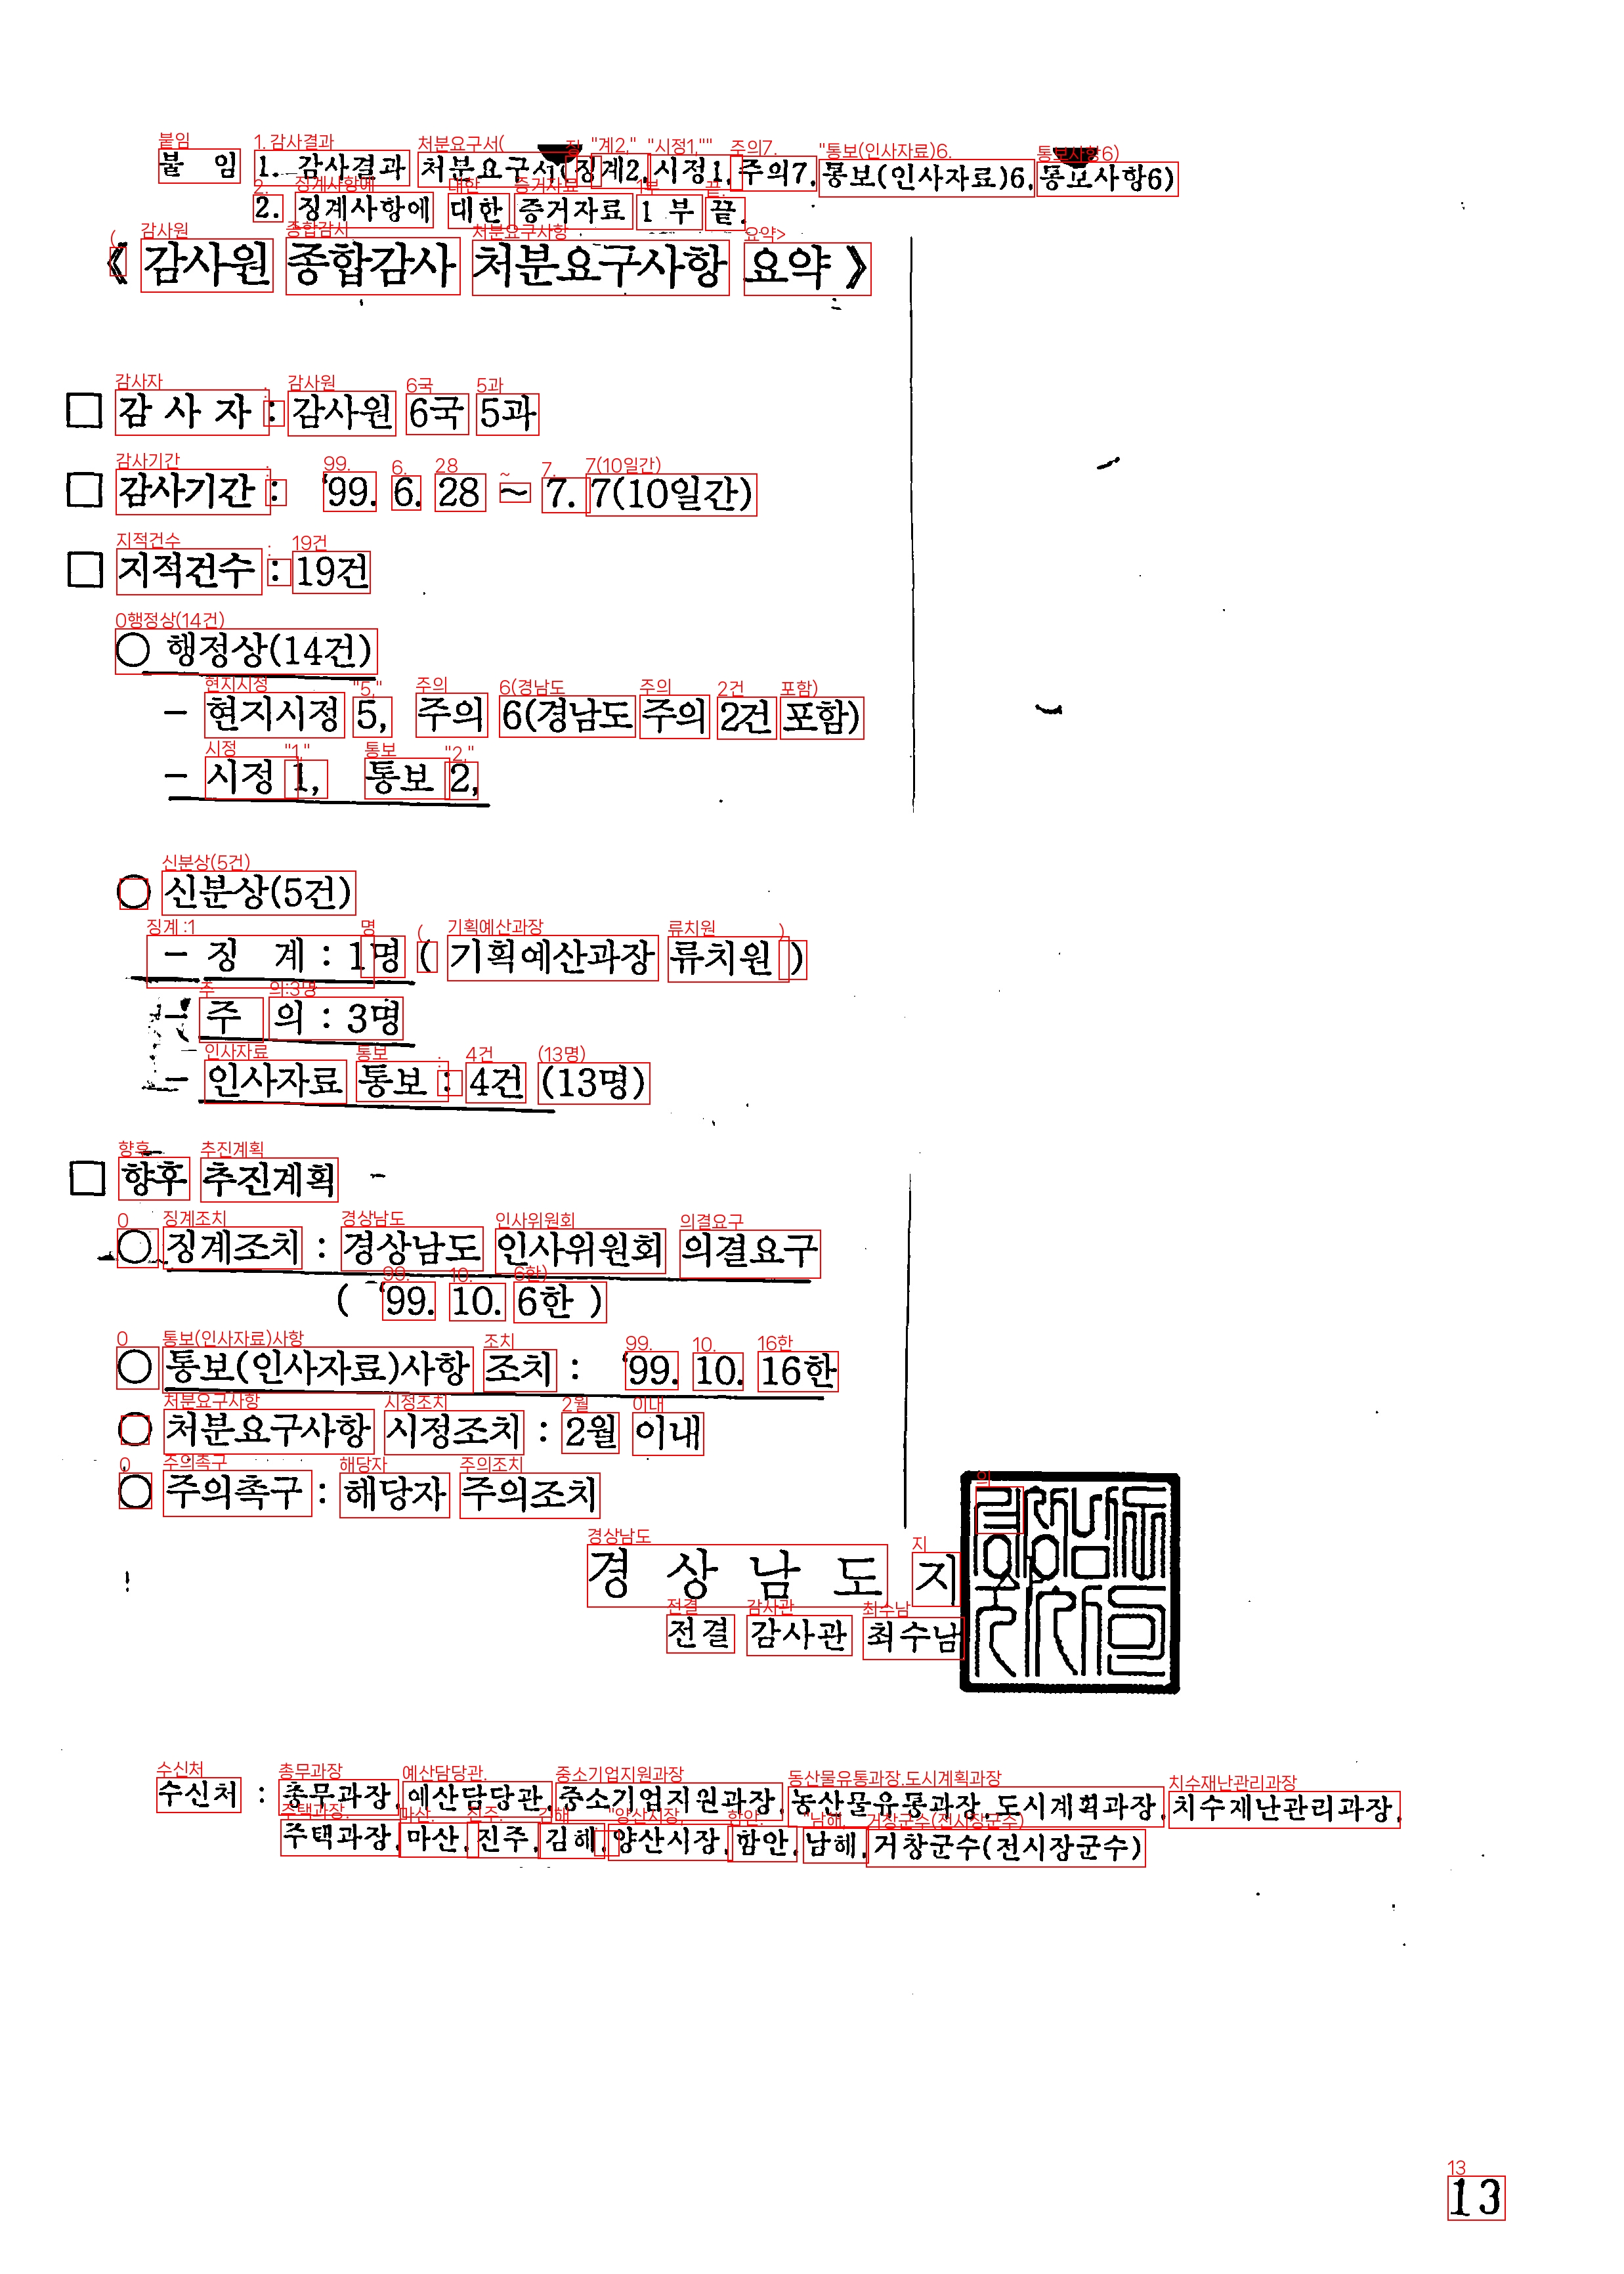 붙 임 1. 감사결과 처분요구서(징계2,시정1,주의7,통보(인사자료)6,통보사항6)
2. 징계사항에 대한 증거자료 1 부 끝.
《 감사원 종합감사 처분요구사항 요약 》
□ 감 사 자 : 감사원 6국 5과
□ 감사기간 : '99. 6. 28 ~ 7. 7(10일간)
□ 지적건수 : 19건
○ 행정상(14건)
- 현지시정 5, 주의 6(경남도 주의 2건 포함)
- 시정 1, 통보 2,
○ 신분상(5건)
- 징 계 : 1명 ( 기획예산과장 류치원 )
- 주 의 : 3명
- 인사자료 통보 : 4건 (13명)
□ 향후 추진계획
○ 징계조치 : 경상남도 인사위원회 의결요구
( '99. 10. 6한 )
○ 통보(인사자료)사항 조치 : '99. 10. 16한
○ 처분요구사항 시정조치 : 2월 이내
○ 주의촉구 : 해당자 주의조치
경 상 남 도 지
전결 감사관 최수남
수신처 : 총무과장,예산담당관,중소기업지원과장,농산물유통과장,도시계획과장,치수재난관리과장,
주택과장,마산,진주,김해,양산시장,함안,남해,거창군수(전시장군수)
13